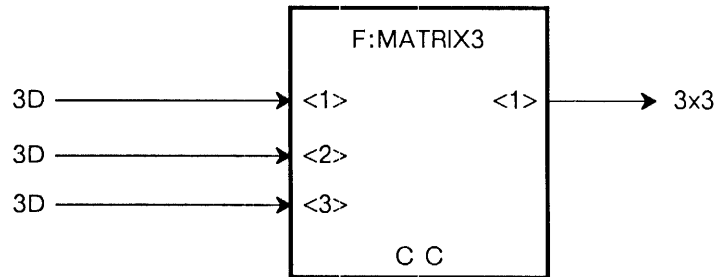 F:MATRIX3
3D <1> <1> 3x3
3D <2>
3D <3>
C C